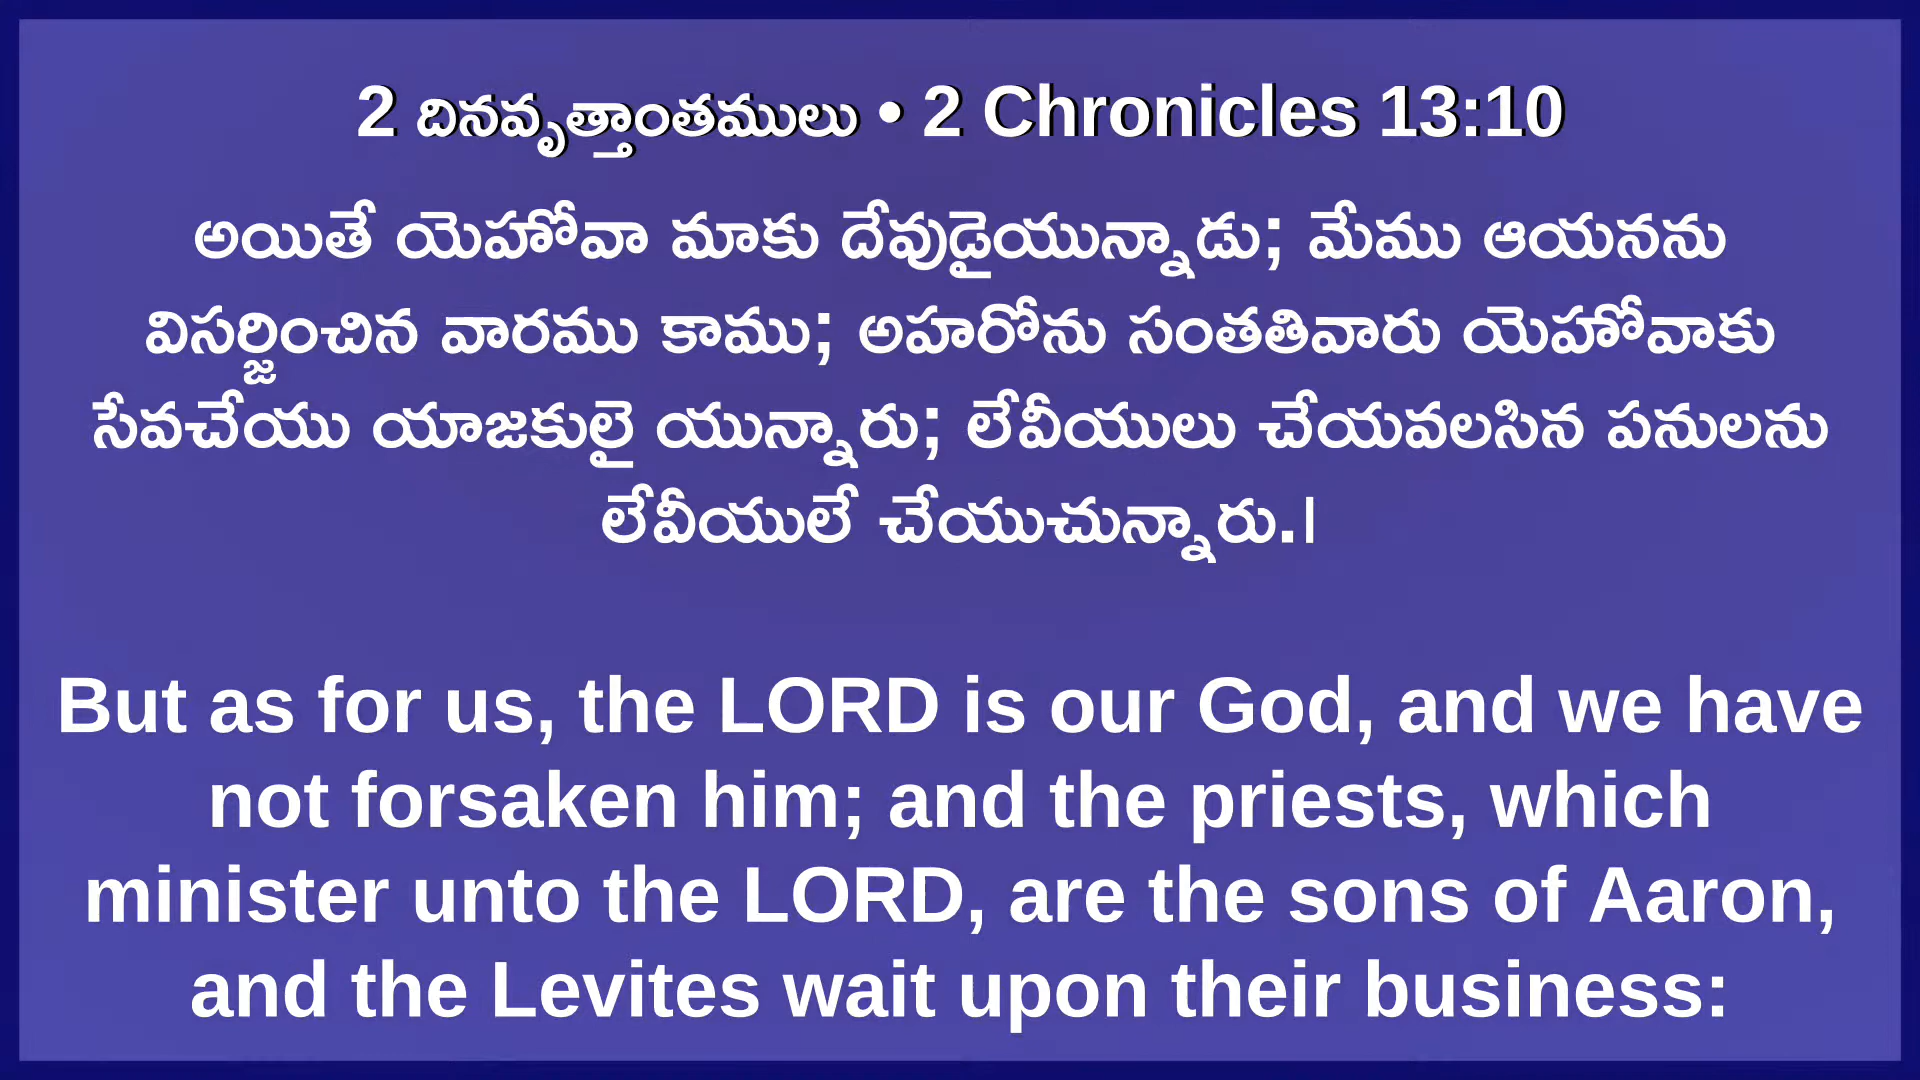 2 దినవృత్తాంతములు • 2 Chronicles 13:10
అయితే యెహోవా మాకు దేవుడైయున్నాడు; మేము ఆయనను
విసర్జించిన వారము కాము; అహరోను సంతతివారు యెహోవాకు
సేవచేయు యాజకులై యున్నారు; లేవీయులు చేయవలసిన పనులను
లేవీయులే చేయుచున్నారు.|
But as for us, the LORD is our God, and we have
not forsaken him; and the priests, which
minister unto the LORD, are the sons of Aaron,
and the Levites wait upon their business: